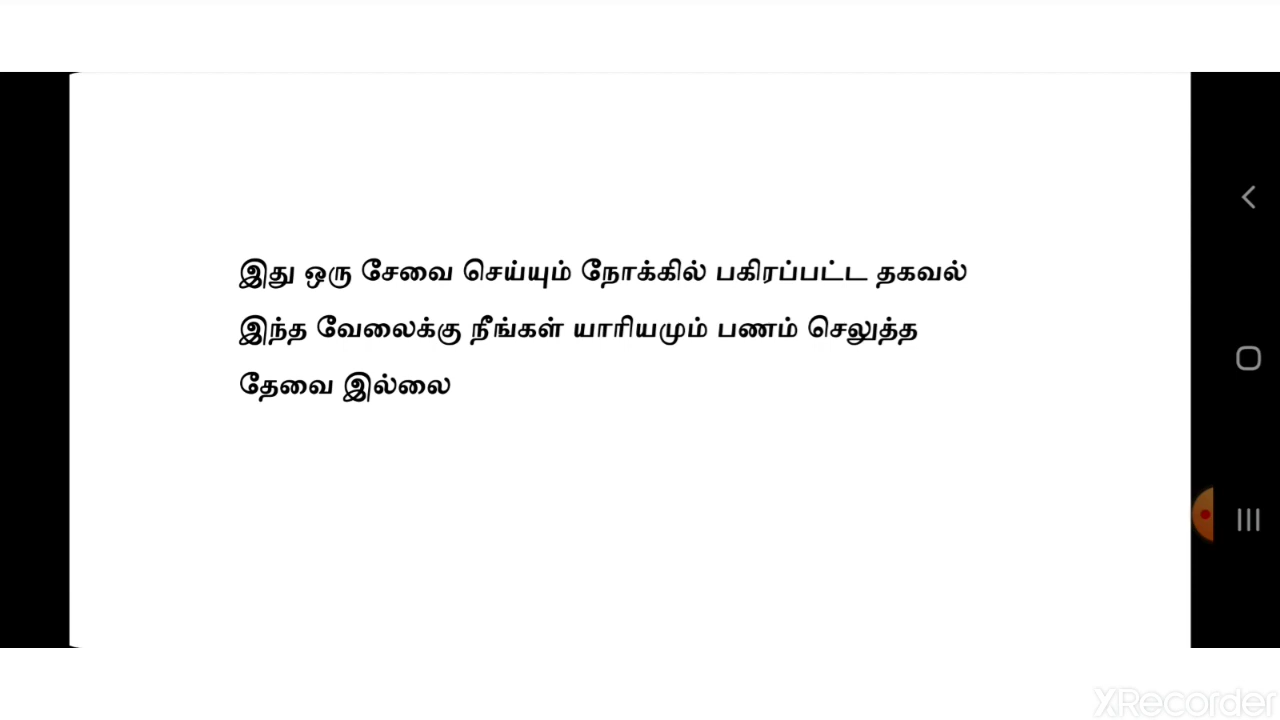 இது ஒரு சேவை செய்யும் நோக்கில் பகிரப்பட்ட தகவல்
இந்த வேலைக்கு நீங்கள் யாரியமும் பணம் செலுத்த
தேவை இல்லை
XRecorder